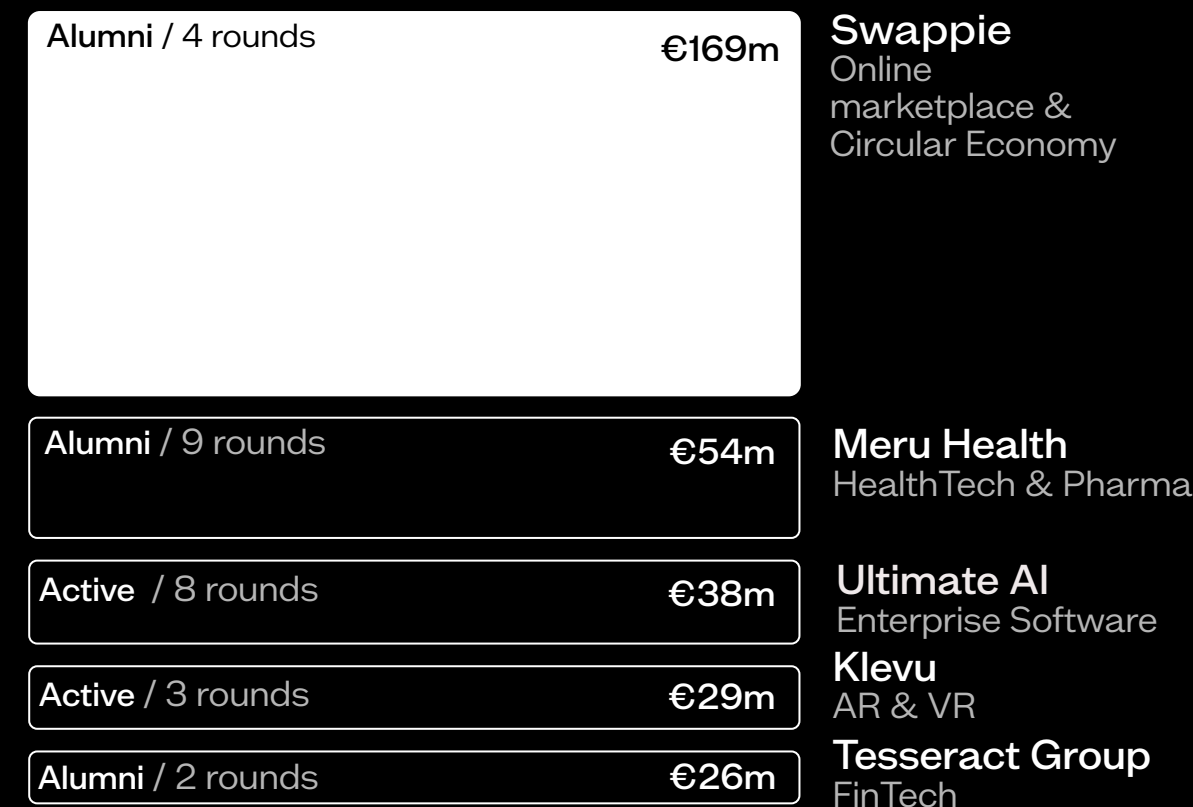 Alumni / 4 rounds
€169m
Swappie
Online
marketplace &
Circular Economy
Alumni / 9 rounds
€54m
Meru Health
HealthTech & Pharma
Active / 8 rounds
€38m
Ultimate AI
Enterprise Software
Active / 3 rounds
€29m
Klevu
AR & VR
Alumni / 2 rounds
€26m
Tesseract Group
FinTech